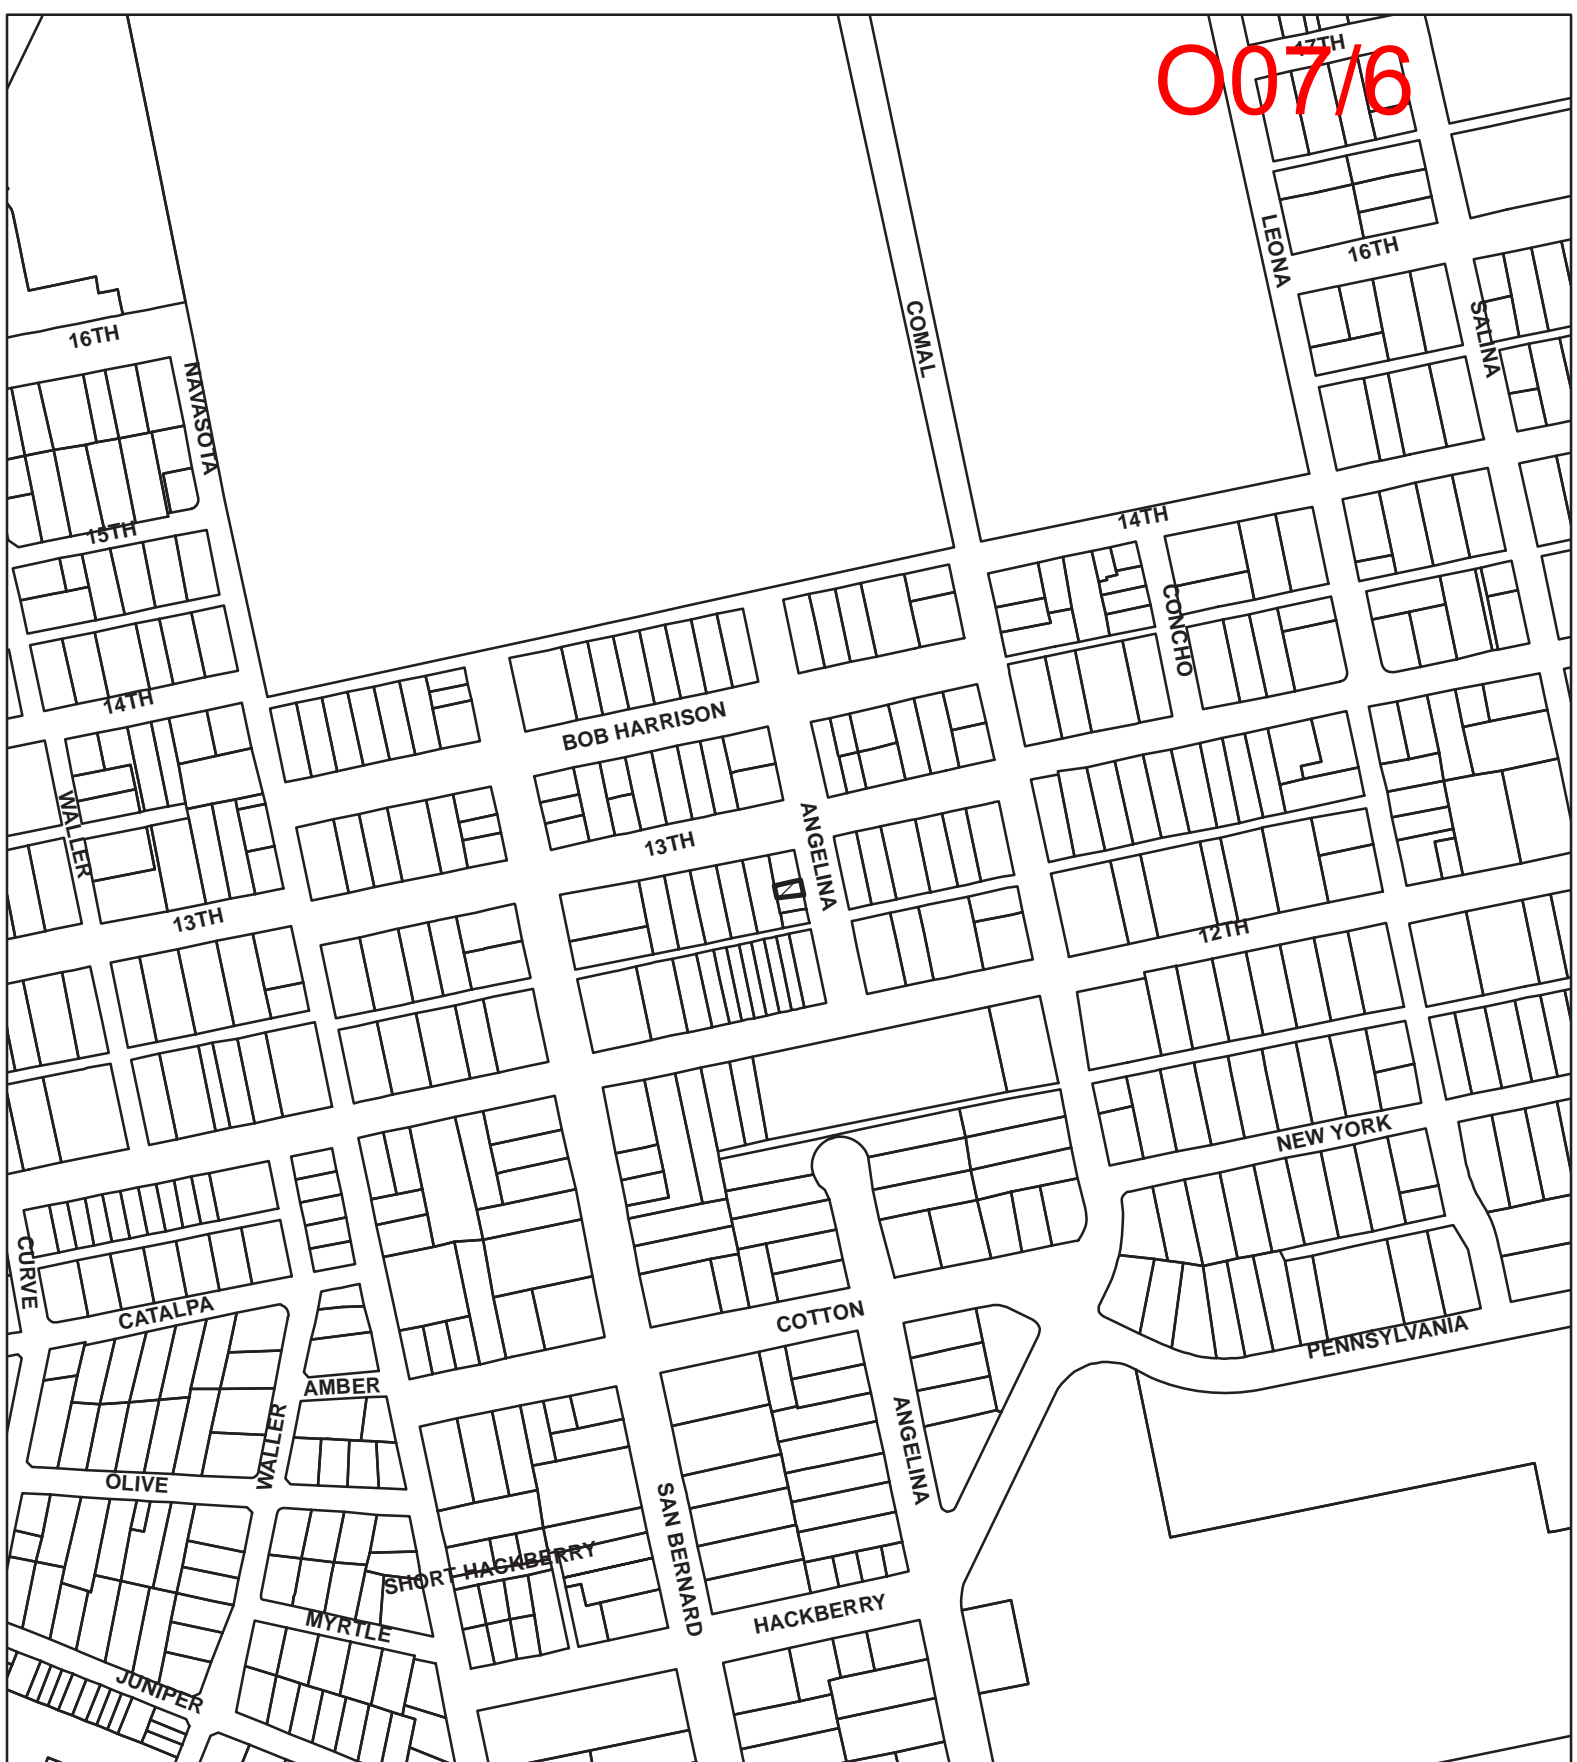 17TH
O07/6
LEONA
16TH
COMAL
SALINA
16TH
NAVASOTA
14TH
15TH
CONCHO
14TH
BOB HARRISON
WALLER
ANGELINA
13TH
13TH
12TH
NEW YORK
CURVE
CATALPA
COTTON
PENNSYLVANIA
AMBER
WALLER
ANGELINA
OLIVE
SAN BERNARD
SHORT HACKBERRY
HACKBERRY
MYRTLE
JUNIPER